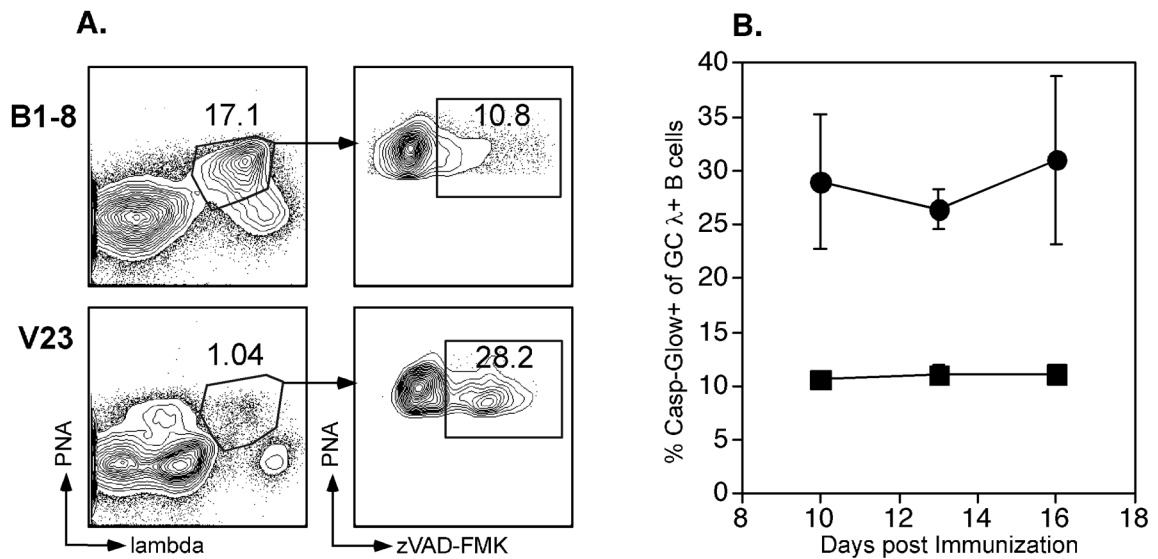 A.
B1-8
17.1
10.8
V23
1.04
28.2
PNA
lambda
PNA
zVAD-FMK
B.
% Casp-Glow+ of GC λ+ B cells
40
35
30
25
20
15
10
5
0
8 10 12 14 16 18
Days post Immunization